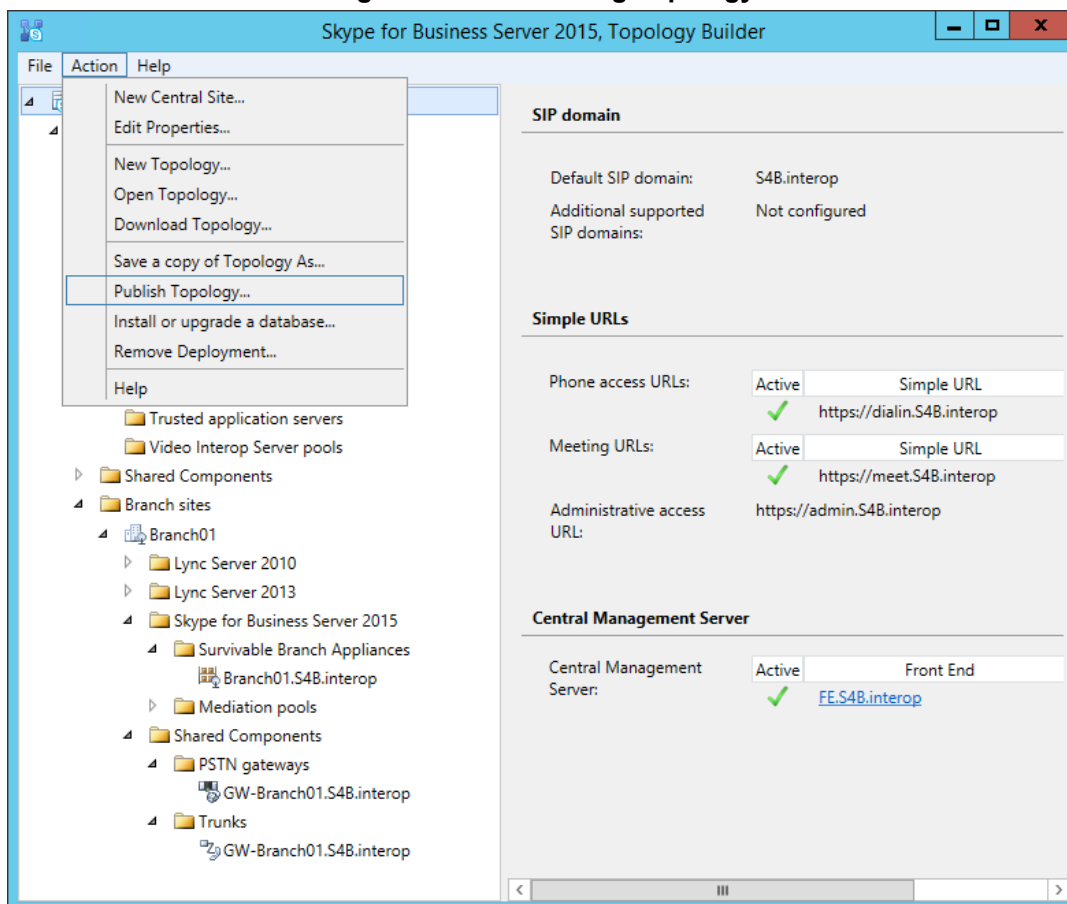 Skype for Business Server 2015, Topology Builder
File Action Help
New Central Site...
Edit Properties...
New Topology...
Open Topology...
Download Topology...
Save a copy of Topology As...
Publish Topology...
Install or upgrade a database...
Remove Deployment...
Help
Trusted application servers
Video Interop Server pools
Shared Components
Branch sites
Branch01
Lync Server 2010
Lync Server 2013
Skype for Business Server 2015
Survivable Branch Appliances
Branch01.S4B.interop
Mediation pools
Shared Components
PSTN gateways
GW-Branch01.S4B.interop
Trunks
GW-Branch01.S4B.interop
SIP domain
Default SIP domain: S4B.interop
Additional supported Not configured
SIP domains:
Simple URLs
Phone access URLs: Active Simple URL
https://dialin.S4B.interop
Meeting URLs: Active Simple URL
https://meet.S4B.interop
Administrative access https://admin.S4B.interop
URL:
Central Management Server
Central Management Active Front End
Server: FE.S4B.interop